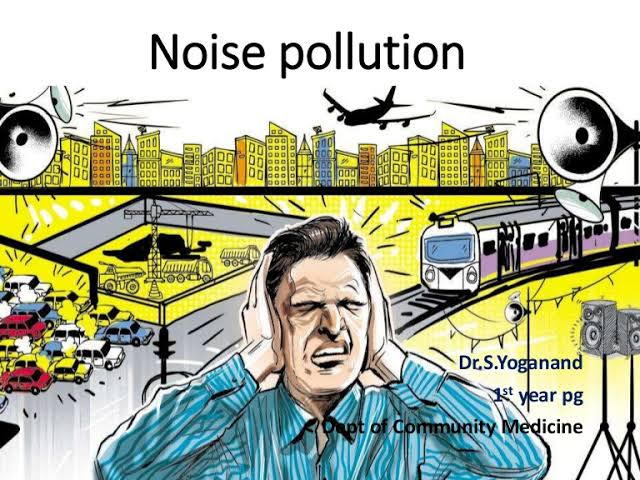 Noise pollution
Dr.S.Yoganand
1st year pg
Dept of Community Medicine